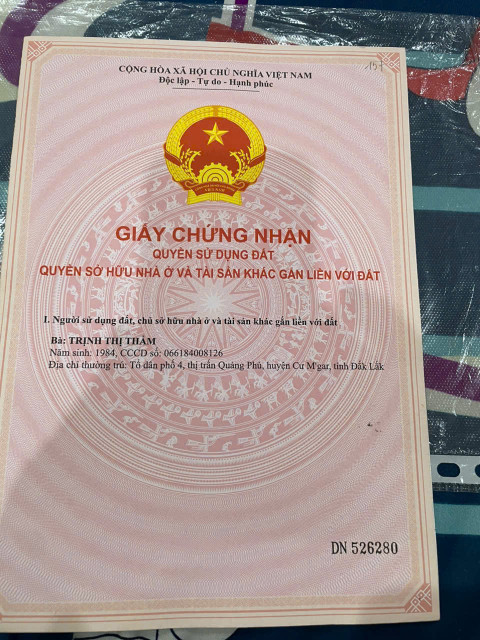 CỘNG HÒA XÃ HỘI CHỦ NGHĨA VIỆT NAM
Độc lập - Tự do - Hạnh phúc
157
VIỆT NAM
GIẤY CHỨNG NHẬN
QUYỀN SỬ DỤNG ĐẤT
QUYỀN SỞ HỮU NHÀ Ở VÀ TÀI SẢN KHÁC GẮN LIỀN VỚI ĐẤT
I. Người sử dụng đất, chủ sở hữu nhà ở và tài sản khác gắn liền với đất
Bà: TRỊNH THỊ THẮM
Năm sinh: 1984, CCCD số: 066184008126
Địa chỉ thường trú: Tổ dân phố 4, thị trấn Quảng Phú, huyện Cư M'gar, tỉnh Đắk Lắk
DN 526280